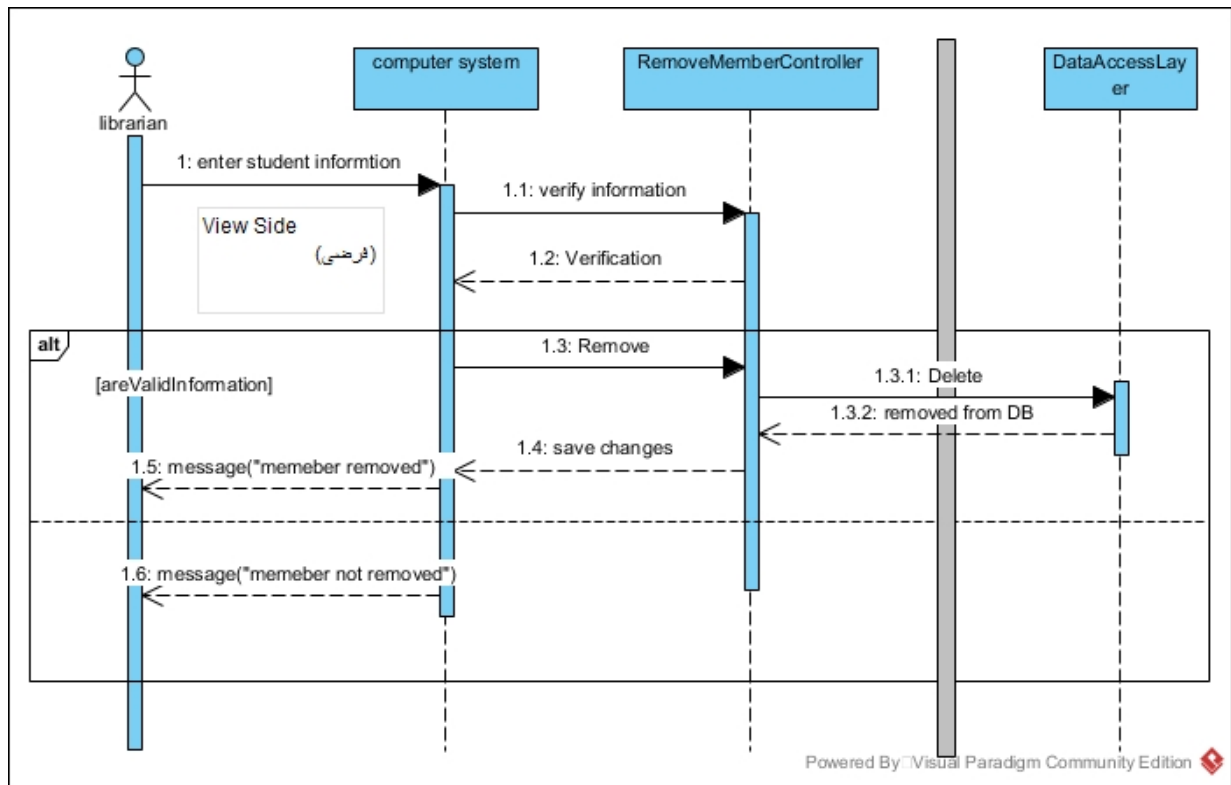 computer system
RemoveMemberController
DataAccessLay
er
librarian
1: enter student informtion
1.1: verify information
View Side
(فرضی)
1.2: Verification
alt
1.3: Remove
[areValidInformation]
1.3.1: Delete
1.3.2: removed from DB
1.4: save changes
1.5: message("memeber removed")
1.6: message("memeber not removed")
Powered By Visual Paradigm Community Edition